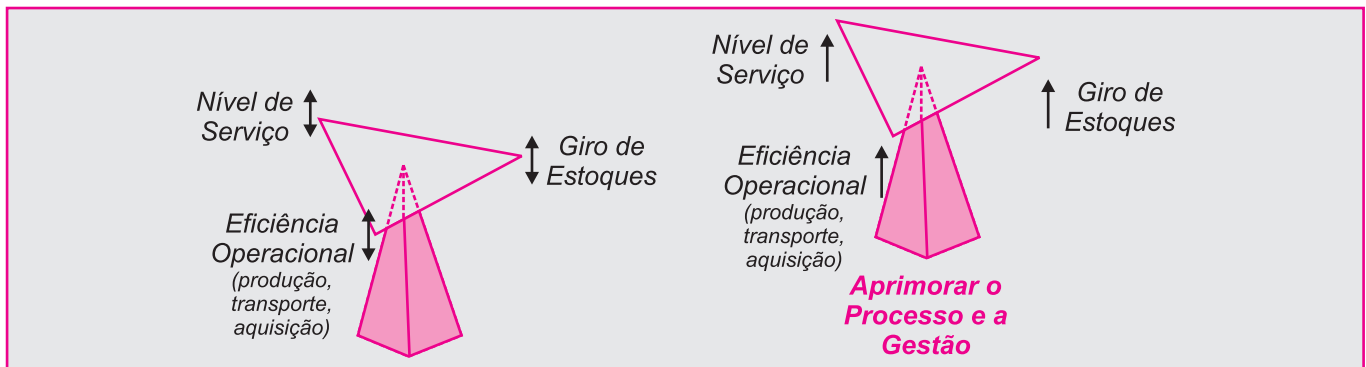 Nível de
Serviço
Giro de
Estoques
Eficiência
Operacional
(produção,
transporte,
aquisição)
Nível de
Serviço
Giro de
Estoques
Eficiência
Operacional
(produção,
transporte,
aquisição)
Aprimorar o
Processo e a
Gestão